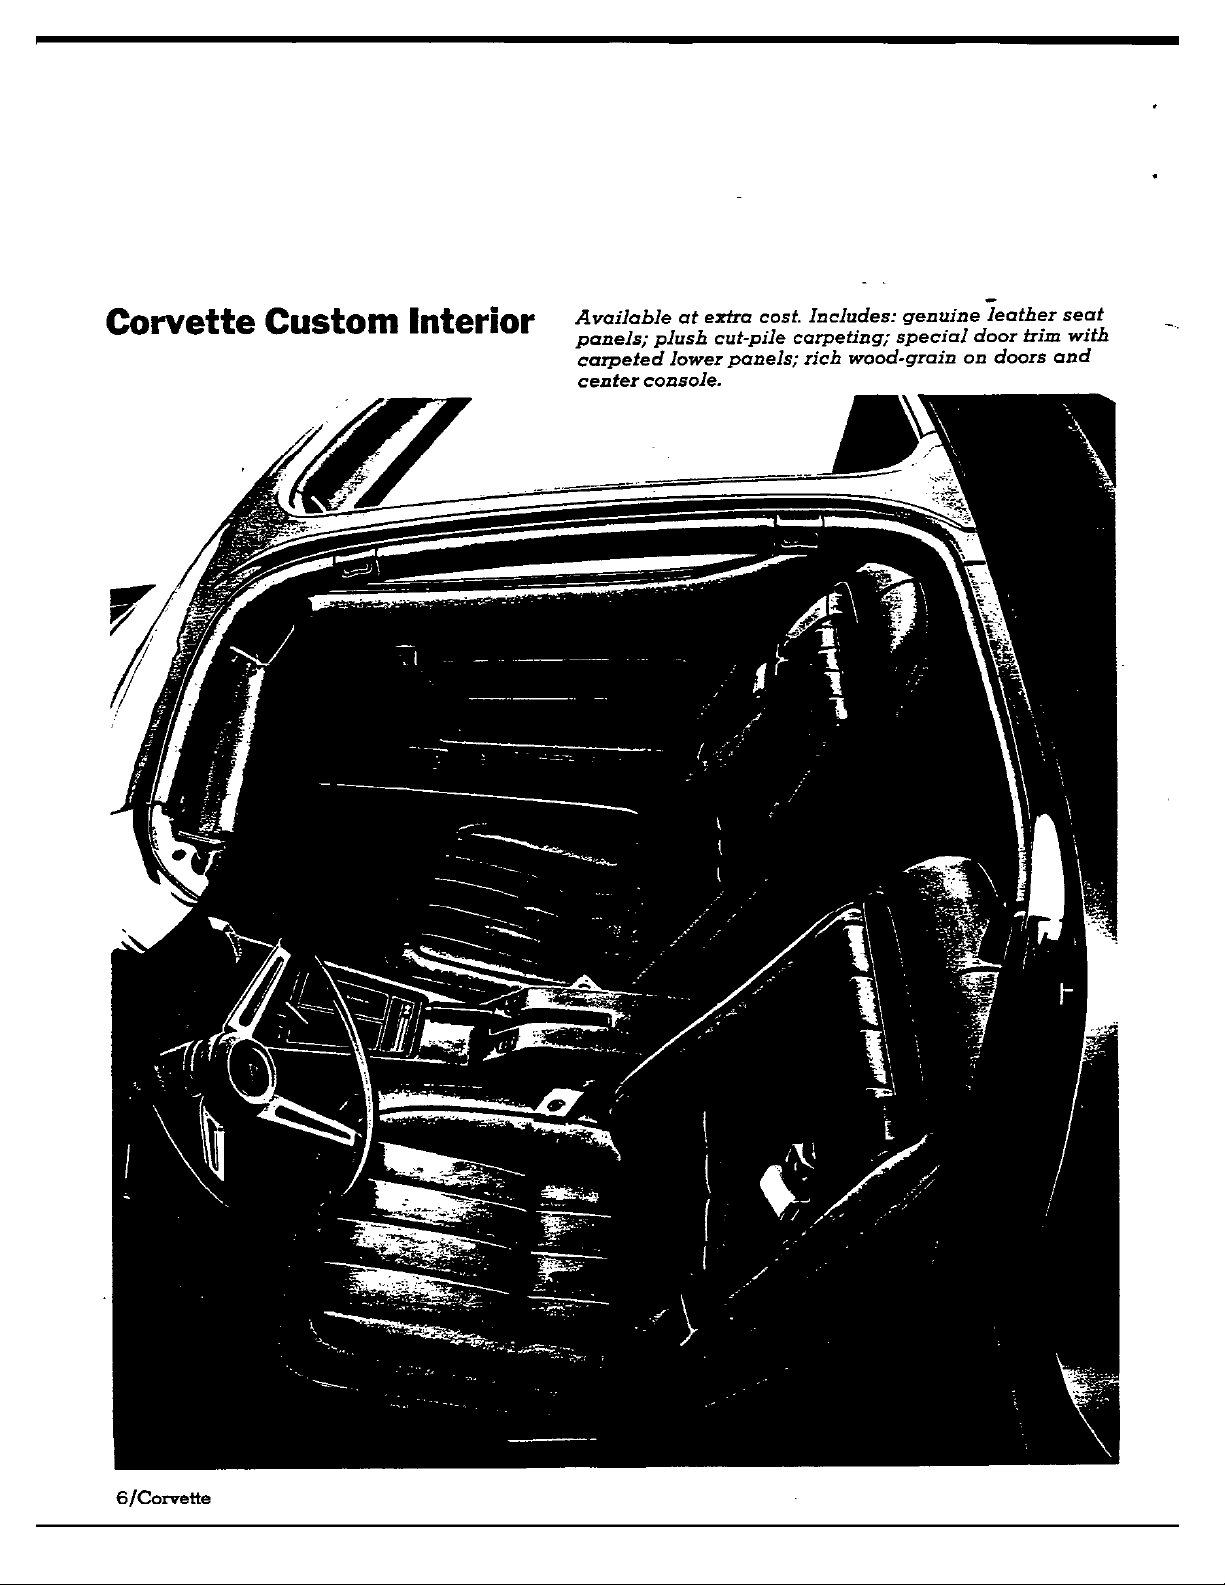 Corvette Custom Interior
Available at extra cost. Includes: genuine leather seat
panels; plush cut-pile carpeting; special door trim with
carpeted lower panels; rich wood-grain on doors and
center console.
6/Corvette